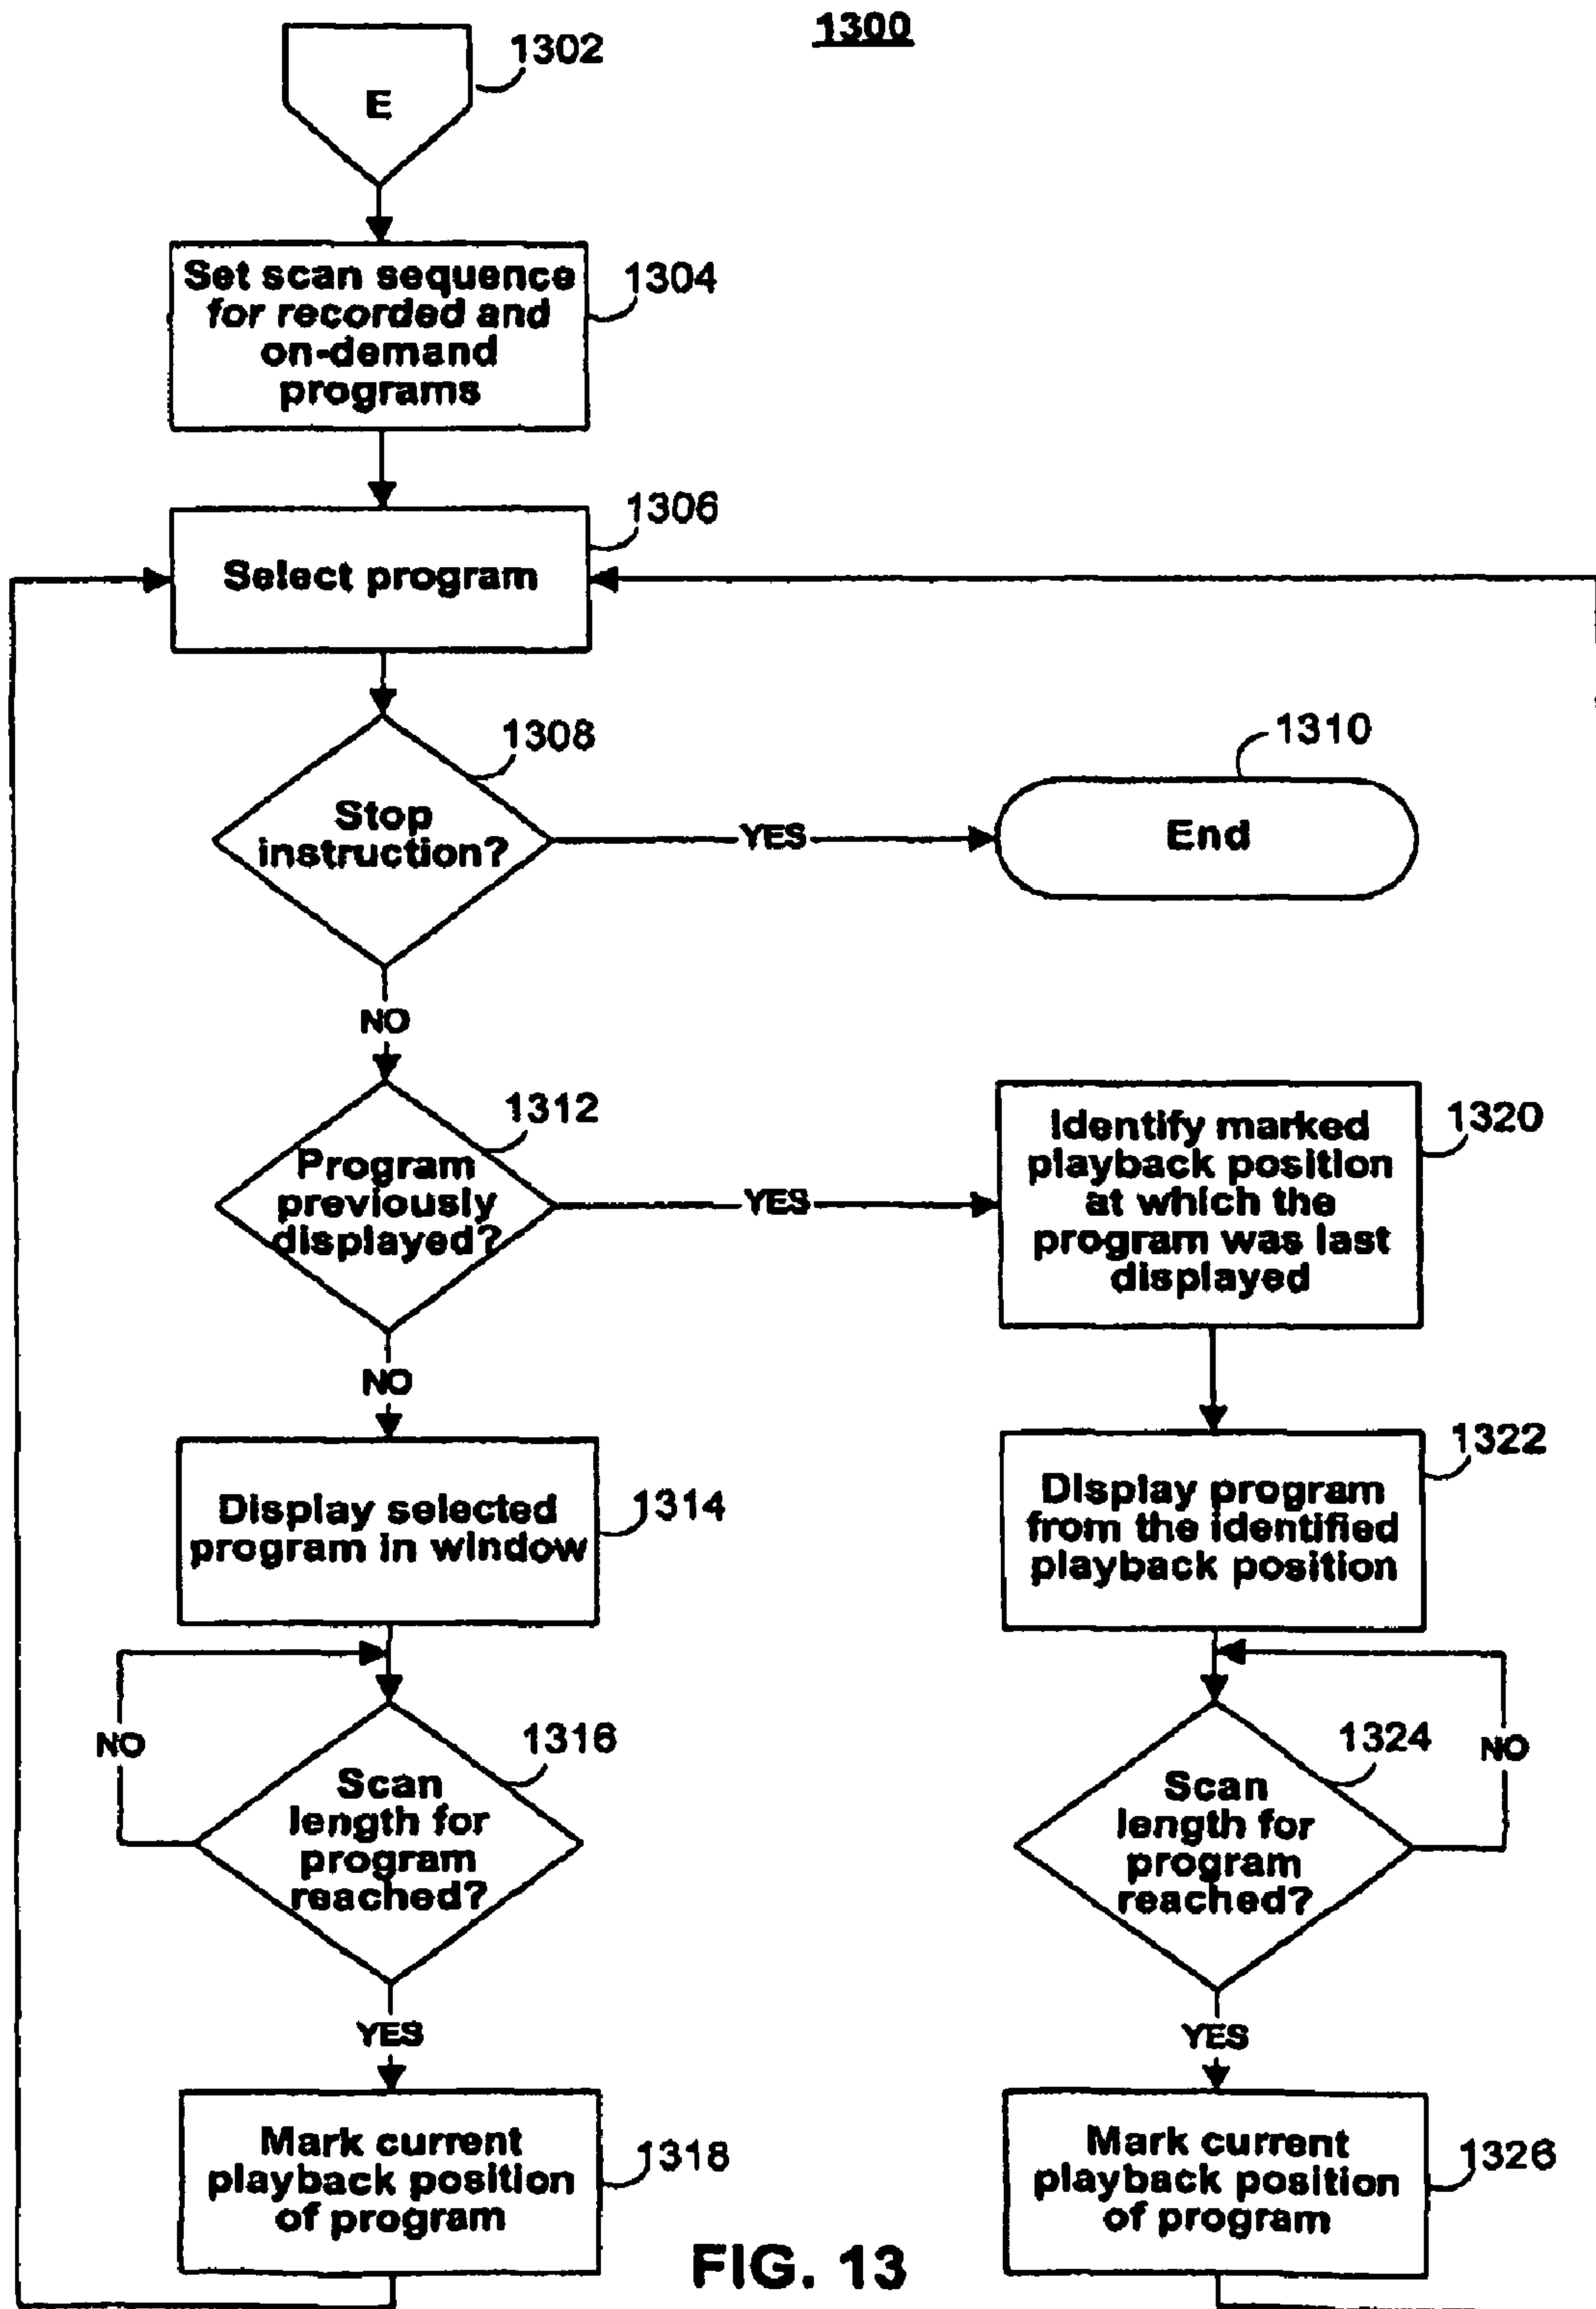 1300
1302
E
Set scan sequence
for recorded and
on-demand
programs
1304
1306
Select program
1308
Stop
instruction?
YES
1310
End
NO
1312
Program
previously
displayed?
YES
1320
Identify marked
playback position
at which the
program was last
displayed
NO
1314
Display selected
program in window
1322
Display program
from the identified
playback position
NO
1316
Scan
length for
program
reached?
1324
Scan
length for
program
reached?
NO
YES
YES
Mark current
playback position
of program
1318
Mark current
playback position
of program
1326
FIG. 13